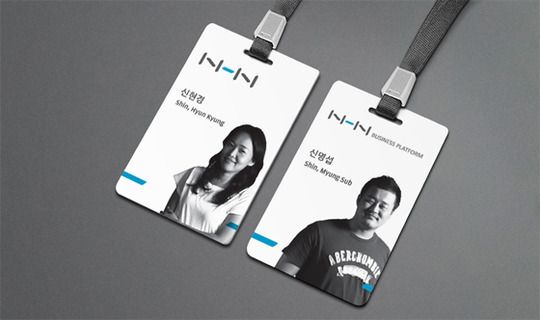 NHN
신현경
Shin, Hyun Kyung
NHN BUSINESS PLATFORM
신명섭
Shin, Myung Sub
ABERCROMBIE